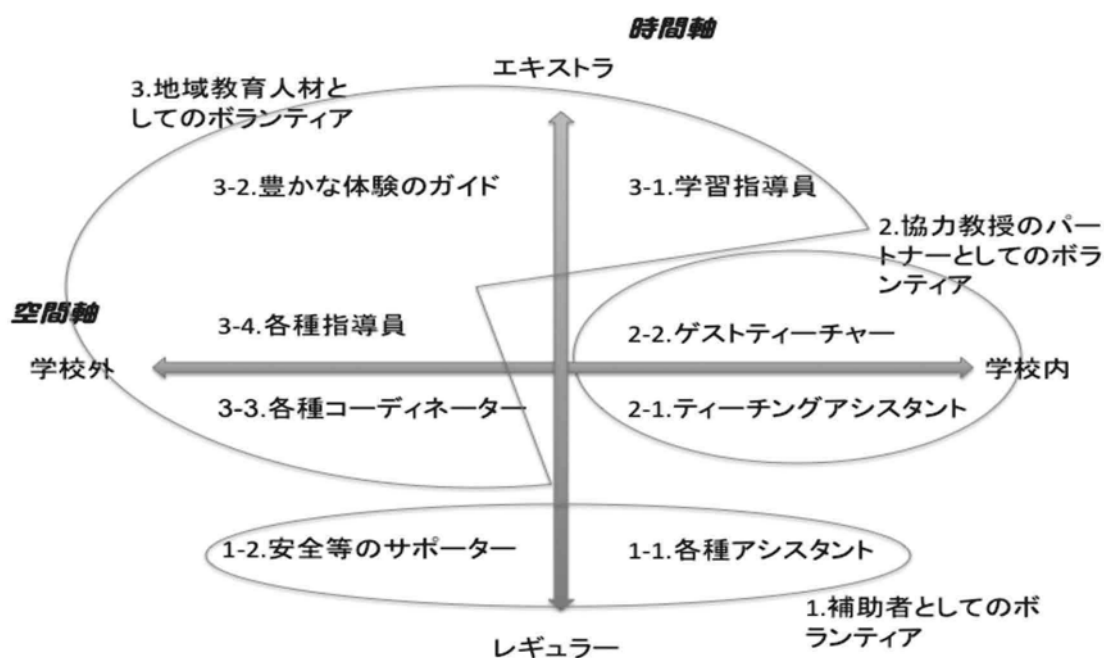 時間軸
エキストラ
3.地域教育人材と
してのボランティア
3-2.豊かな体験のガイド
3-1.学習指導員
2.協力教授のパー
トナーとしてのボラ
ンティア
空間軸
3-4.各種指導員
2-2.ゲストティーチャー
学校外
学校内
3-3.各種コーディネーター
2-1.ティーチングアシスタント
1-2.安全等のサポーター
1-1.各種アシスタント
1.補助者としてのボ
ランティア
レギュラー